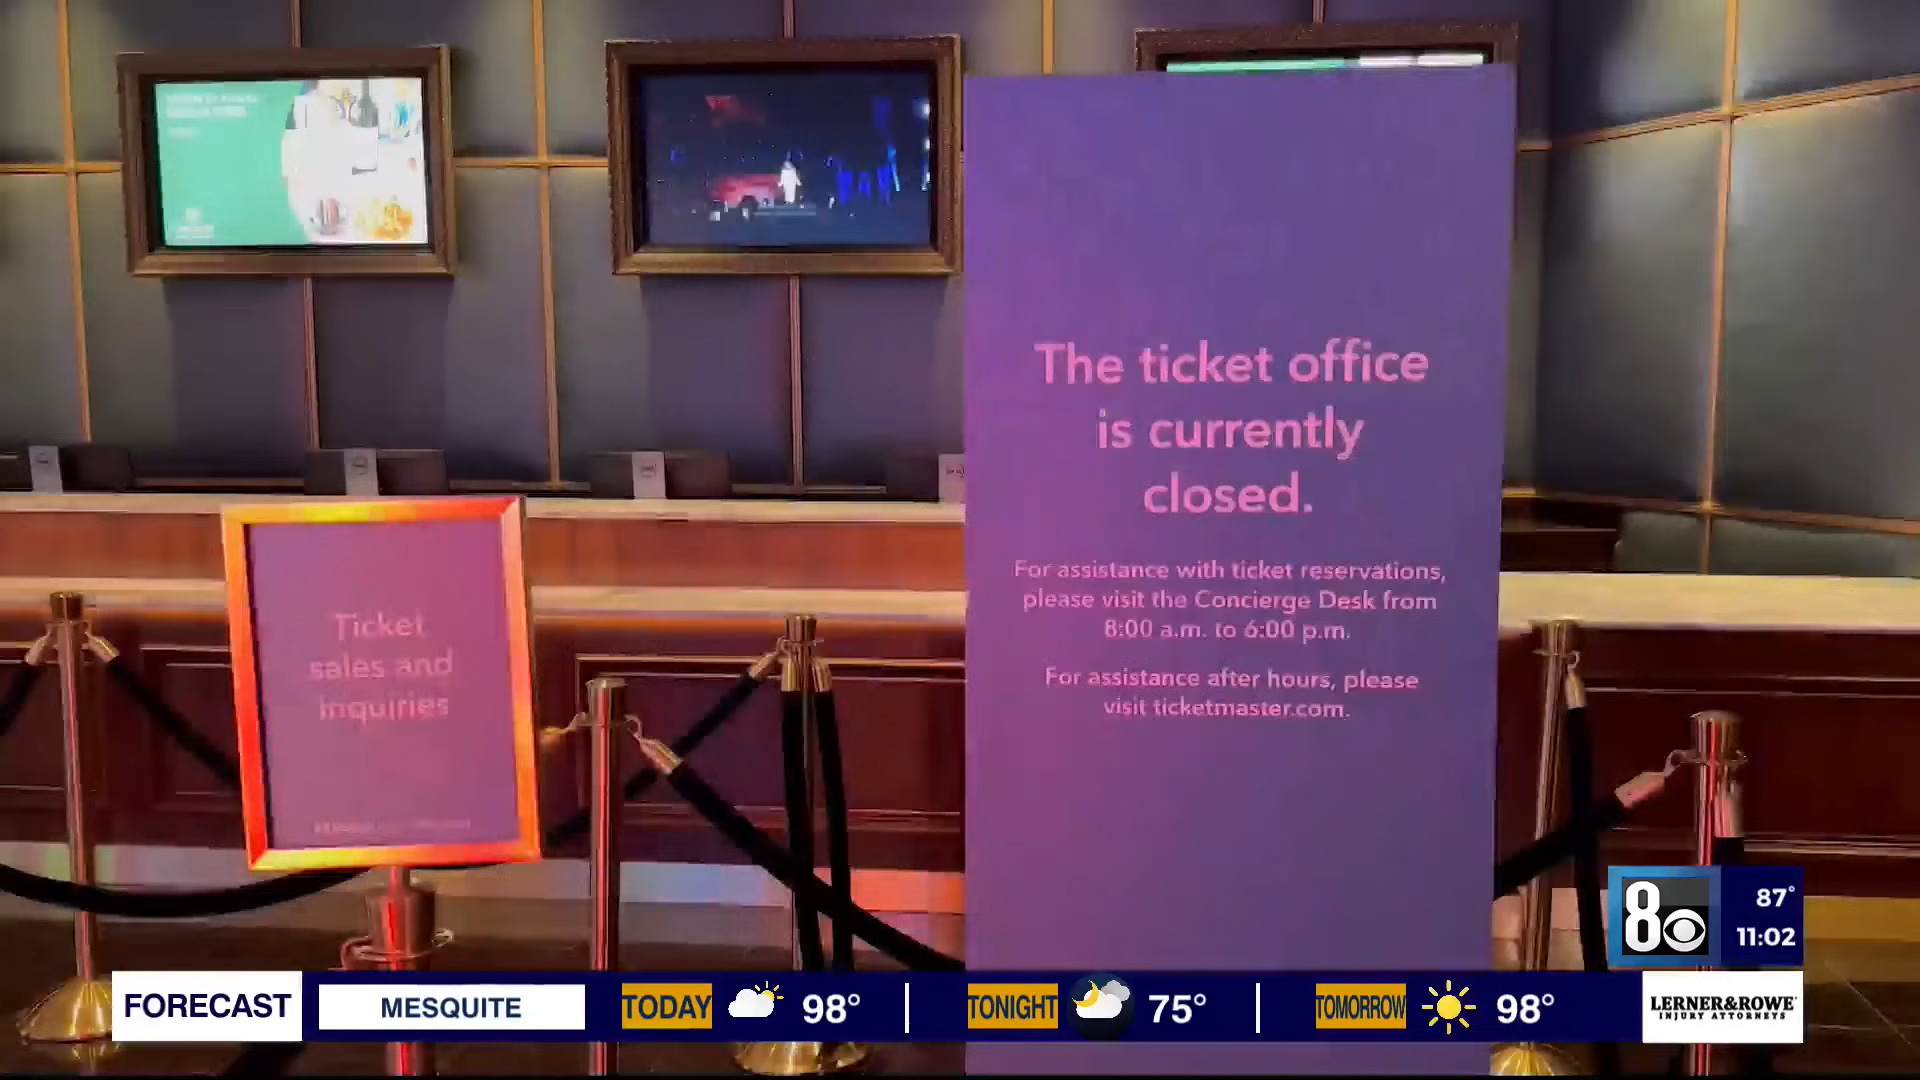 The ticket office
is currently
closed.
For assistance with ticket reservations,
please visit the Concierge Desk from
8:00 a.m. to 6:00 p.m.
For assistance after hours, please
visit ticketmaster.com.
Ticket
sales and
inquiries
8
87°
11:02
FORECAST
MESQUITE
TODAY
98°
TONIGHT
75°
TOMORROW
98°
LERNER&ROWE
INJURY ATTORNEYS